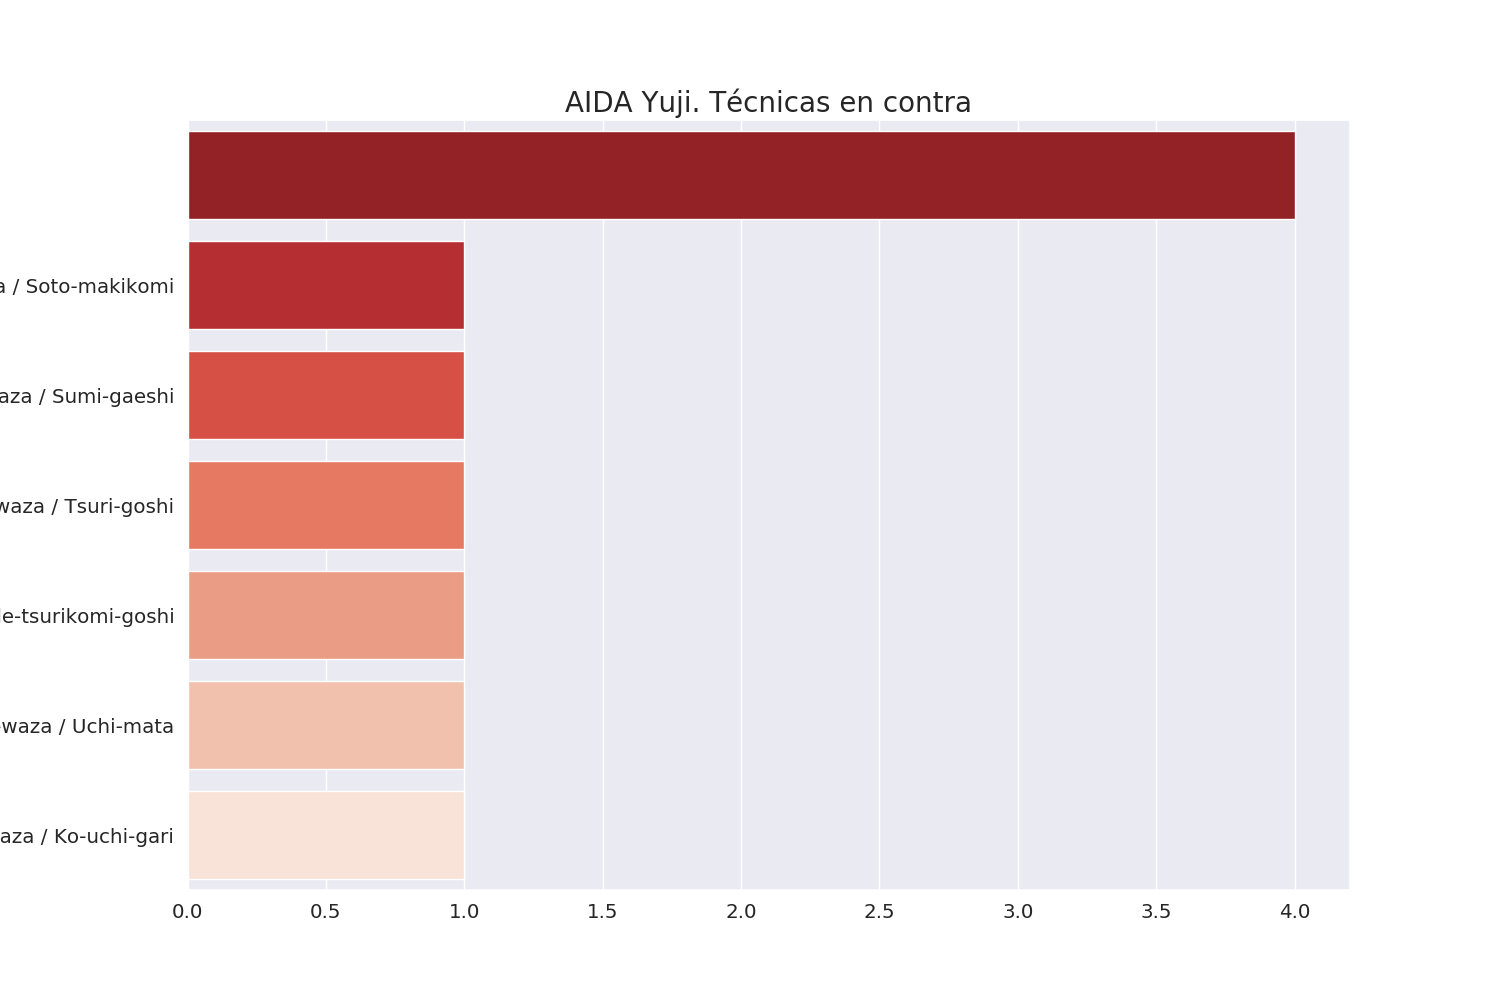 AIDA Yuji. Técnicas en contra
a / Soto-makikomi
aza / Sumi-gaeshi
waza / Tsuri-goshi
le-tsurikomi-goshi
-waza / Uchi-mata
aza / Ko-uchi-gari
0.0 0.5 1.0 1.5 2.0 2.5 3.0 3.5 4.0